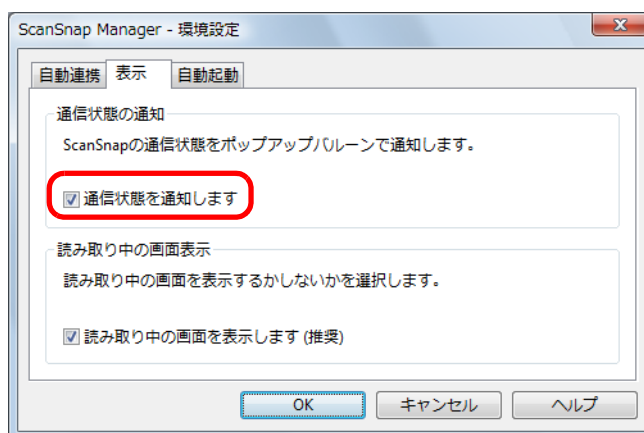 ScanSnap Manager - 環境設定
自動連携 表示 自動起動
通信状態の通知
ScanSnapの通信状態をポップアップバルーンで通知します。
通信状態を通知します
読み取り中の画面表示
読み取り中の画面を表示するかしないかを選択します。
読み取り中の画面を表示します (推奨)
OK キャンセル ヘルプ